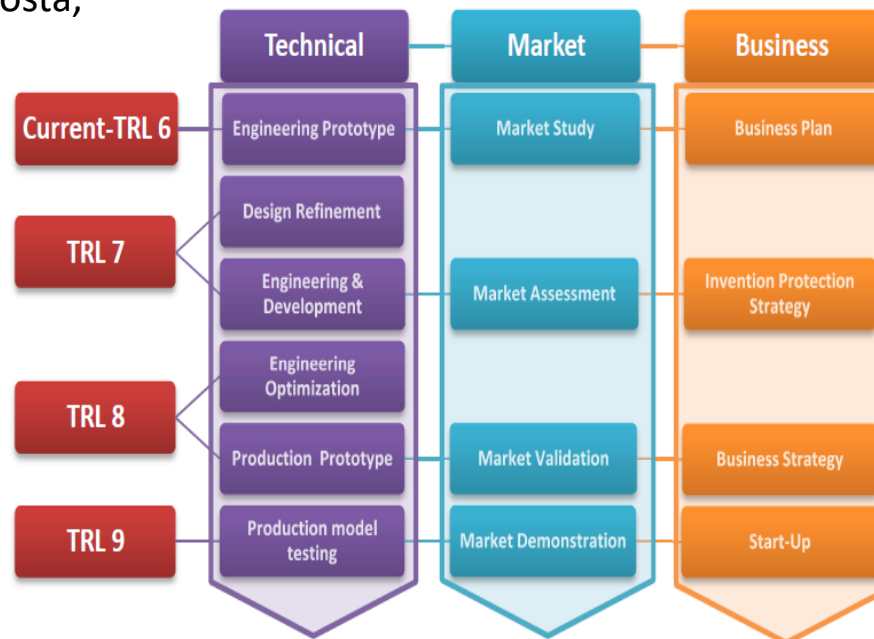 osta,
Technical
Market
Business
Current-TRL 6
Engineering Prototype
Market Study
Business Plan
TRL 7
Design Refinement
Engineering &
Development
Market Assessment
Invention Protection
Strategy
TRL 8
Engineering
Optimization
Production Prototype
Market Validation
Business Strategy
TRL 9
Production model
testing
Market Demonstration
Start-Up